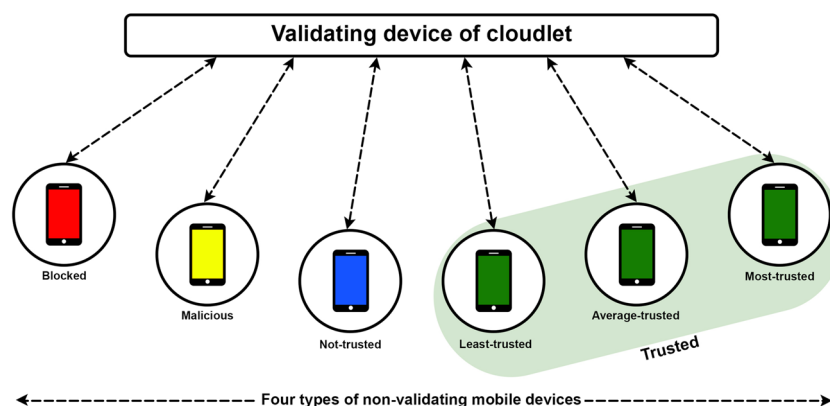 Validating device of cloudlet
Blocked
Malicious
Not-trusted
Least-trusted
Average-trusted
Most-trusted
Trusted
Four types of non-validating mobile devices